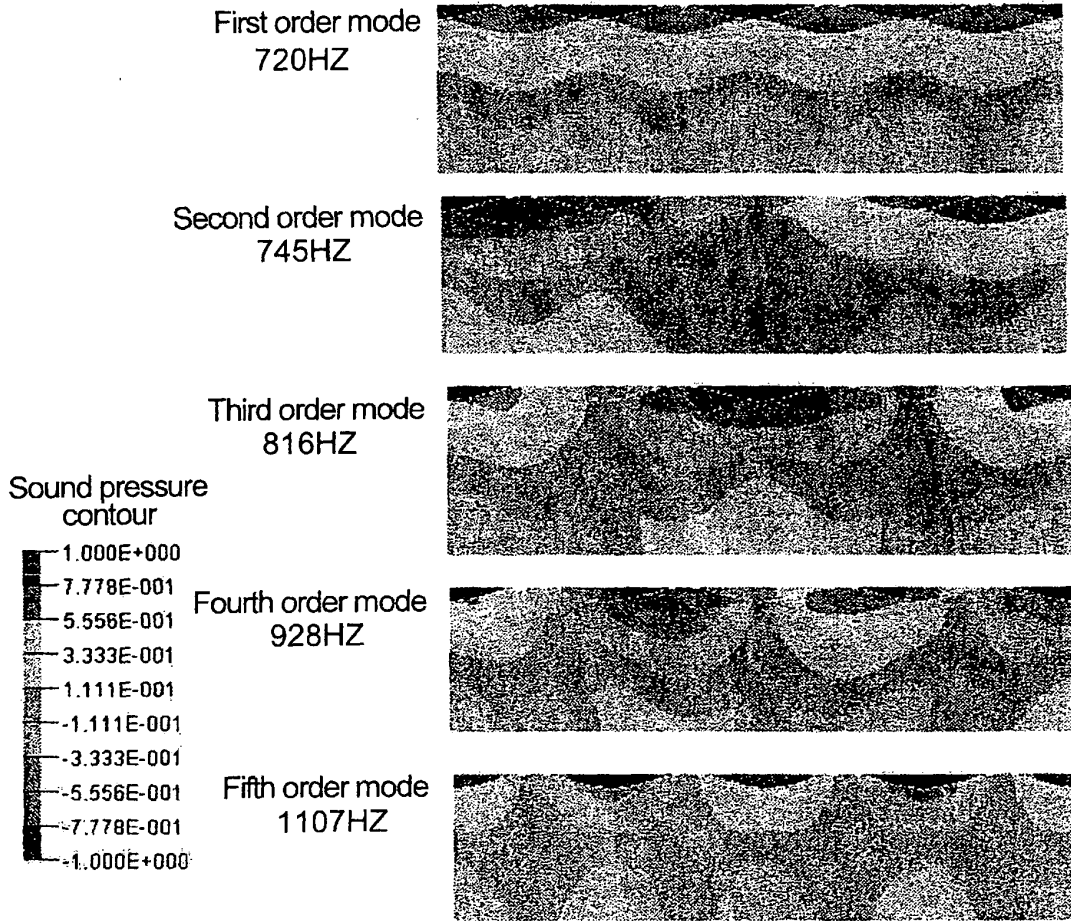 First order mode
720HZ
Second order mode
745HZ
Third order mode
816HZ
Sound pressure
contour
1.000E+000
7.778E-001
5.556E-001
3.333E-001
1.111E-001
-1.111E-001
-3.333E-001
-5.556E-001
-7.778E-001
-1.000E+000
Fourth order mode
928HZ
Fifth order mode
1107HZ